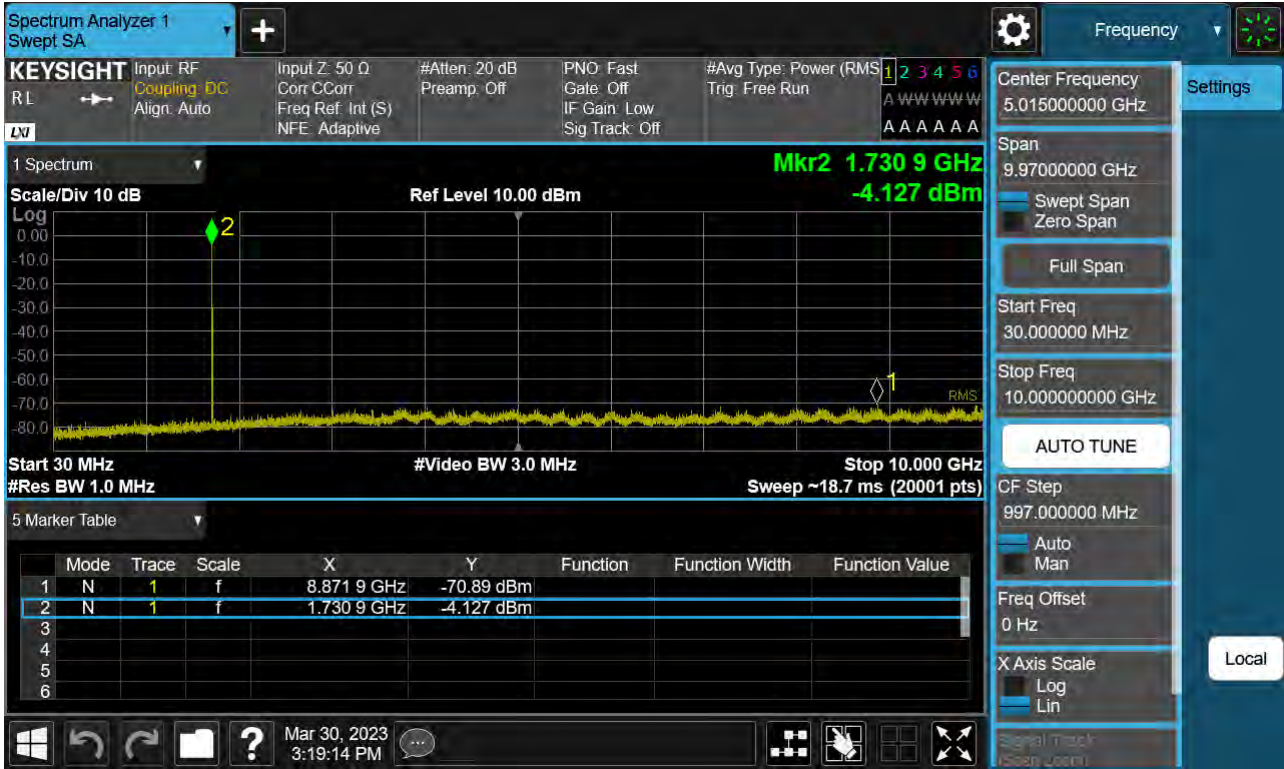 Spectrum Analyzer 1
Swept SA
+
Frequency
KEYSIGHT
RL
LXI
Input: RF
Coupling: DC
Align: Auto
Input Z: 50 Ω
Corr CCorr
Freq Ref: Int (S)
NFE: Adaptive
#Atten: 20 dB
Preamp: Off
PNO: Fast
Gate: Off
IF Gain: Low
Sig Track: Off
#Avg Type: Power (RMS
Trig: Free Run
1 2 3 4 5 6
A W W W W W
A A A A A A
1 Spectrum
Scale/Div 10 dB
Ref Level 10.00 dBm
Mkr2 1.730 9 GHz
-4.127 dBm
Log
0.00
-10.0
-20.0
-30.0
-40.0
-50.0
-60.0
-70.0
-80.0
2
1
RMS
Start 30 MHz
#Video BW 3.0 MHz
Stop 10.000 GHz
#Res BW 1.0 MHz
Sweep ~18.7 ms (20001 pts)
5 Marker Table
Mode Trace Scale X Y Function Function Width Function Value
1 N 1 f 8.871 9 GHz -70.89 dBm
2 N 1 f 1.730 9 GHz -4.127 dBm
3
4
5
6
?
Mar 30, 2023
3:19:14 PM
Center Frequency
5.015000000 GHz
Span
9.97000000 GHz
Swept Span
Zero Span
Full Span
Start Freq
30.000000 MHz
Stop Freq
10.000000000 GHz
AUTO TUNE
CF Step
997.000000 MHz
Auto
Man
Freq Offset
0 Hz
X Axis Scale
Log
Lin
Signal Track
(Span Zoom)
Settings
Local